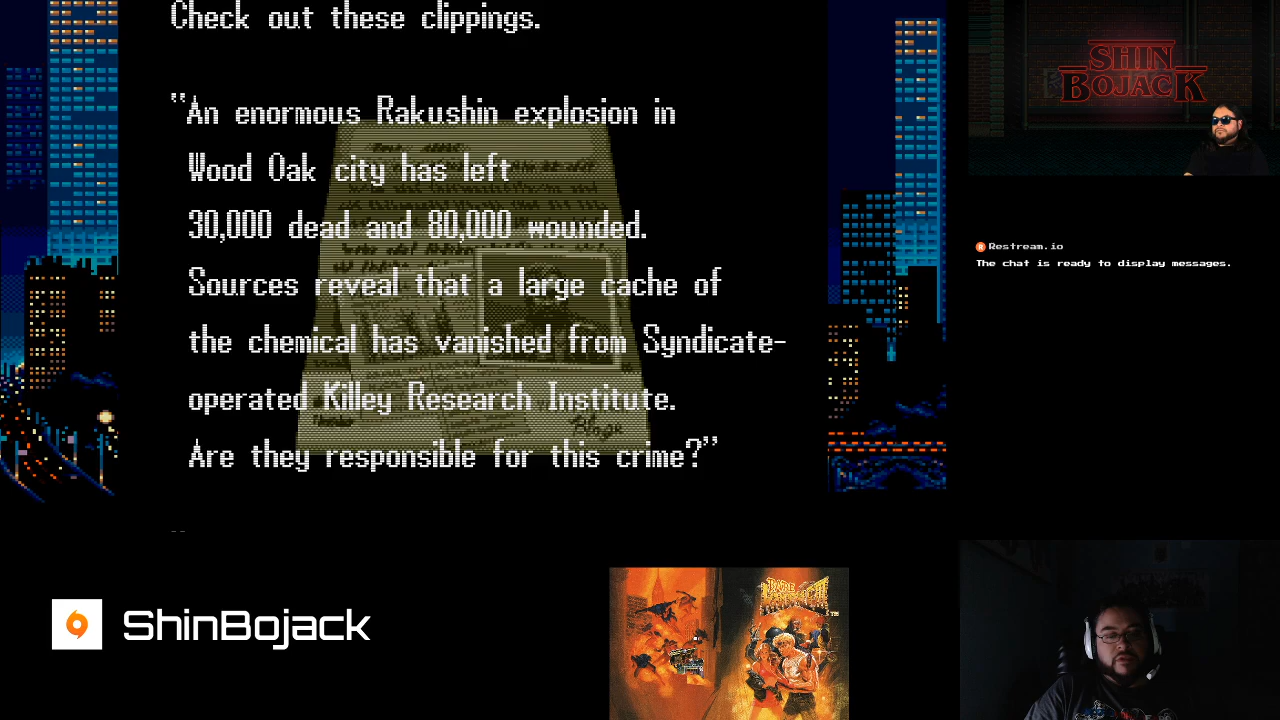 Check out these clippings.
"An enormous Rakushin explosion in
Wood Oak city has left
30,000 dead and 80,000 wounded.
Sources reveal that a large cache of
the chemical has vanished from Syndicate-
operated Killey Research Institute.
Are they responsible for this crime?"
SHIN
BOJACK
Restream.io
The chat is ready to display messages.
ShinBojack